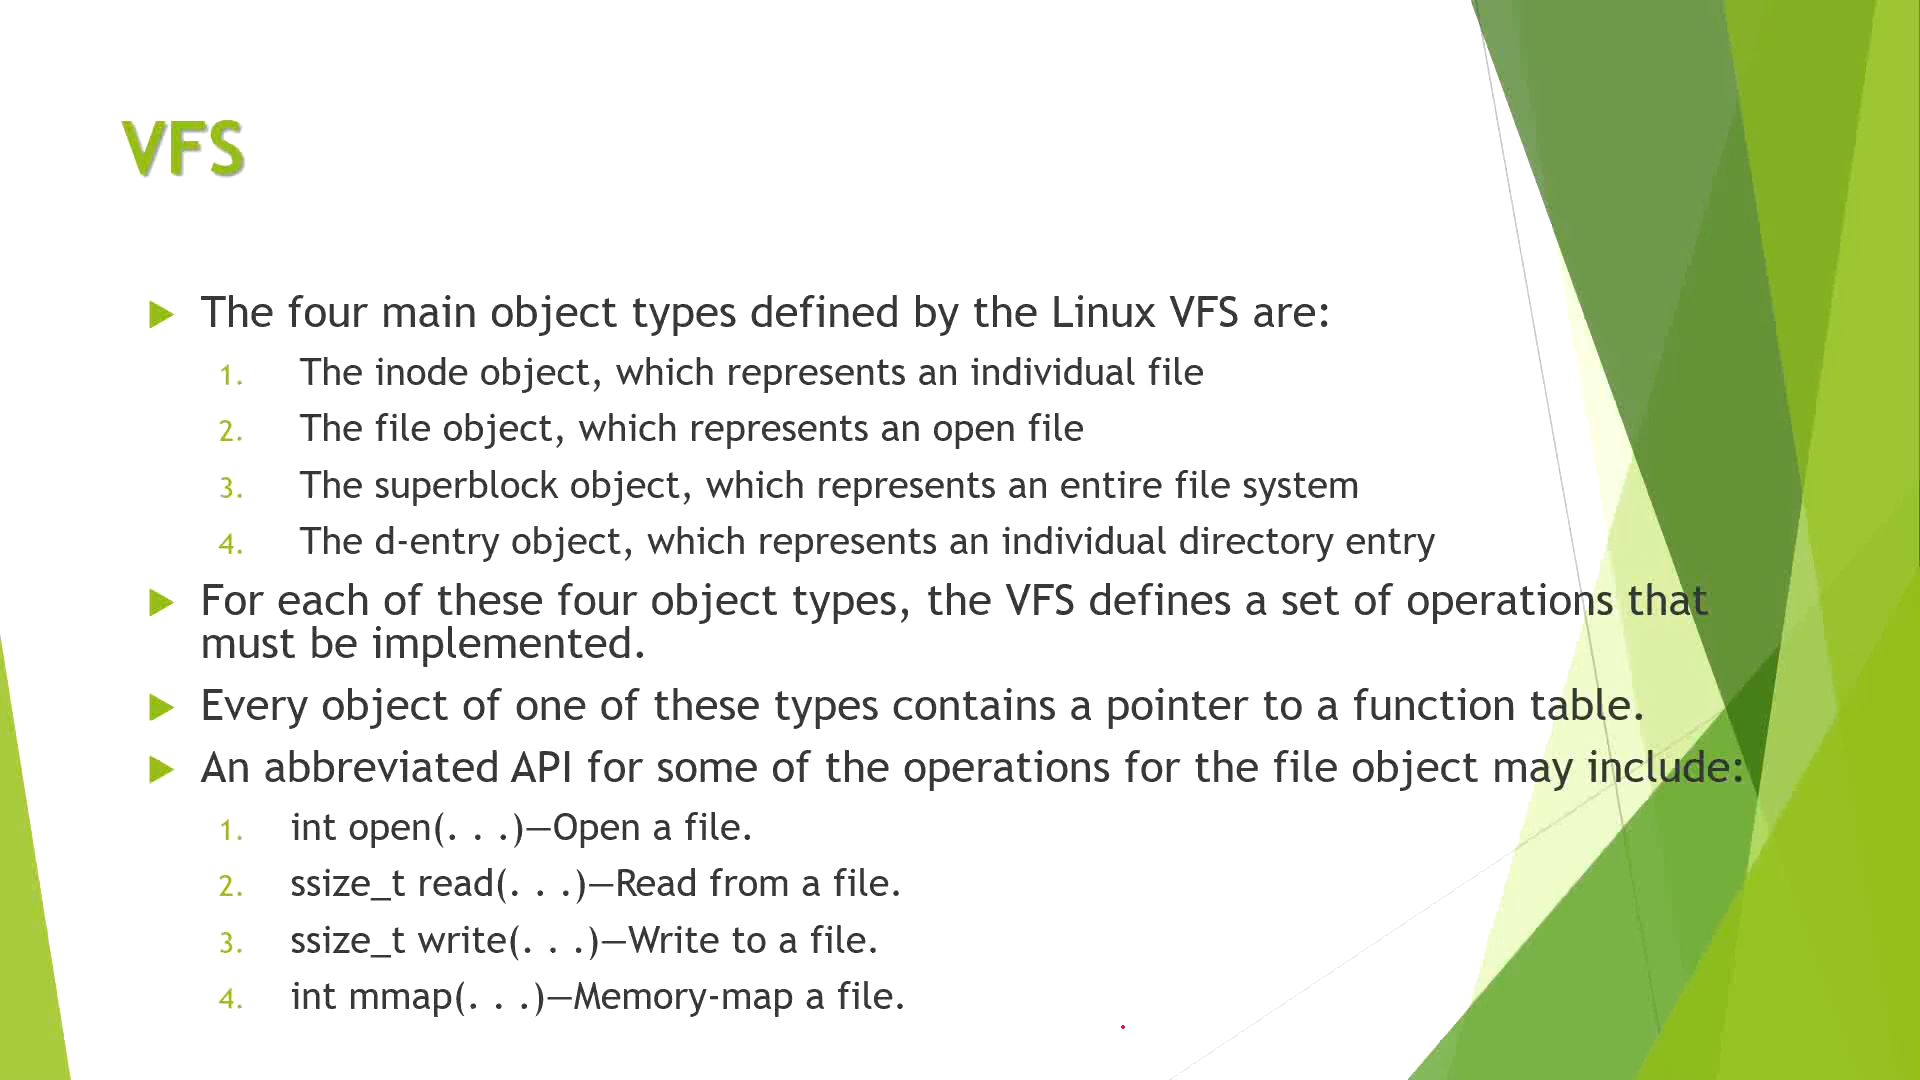 VFS
The four main object types defined by the Linux VFS are:
1. The inode object, which represents an individual file
2. The file object, which represents an open file
3. The superblock object, which represents an entire file system
4. The d-entry object, which represents an individual directory entry
For each of these four object types, the VFS defines a set of operations that
must be implemented.
Every object of one of these types contains a pointer to a function table.
An abbreviated API for some of the operations for the file object may include:
1. int open(. . .)—Open a file.
2. ssize_t read(. . .)—Read from a file.
3. ssize_t write(. . .)—Write to a file.
4. int mmap(. . .)—Memory-map a file.